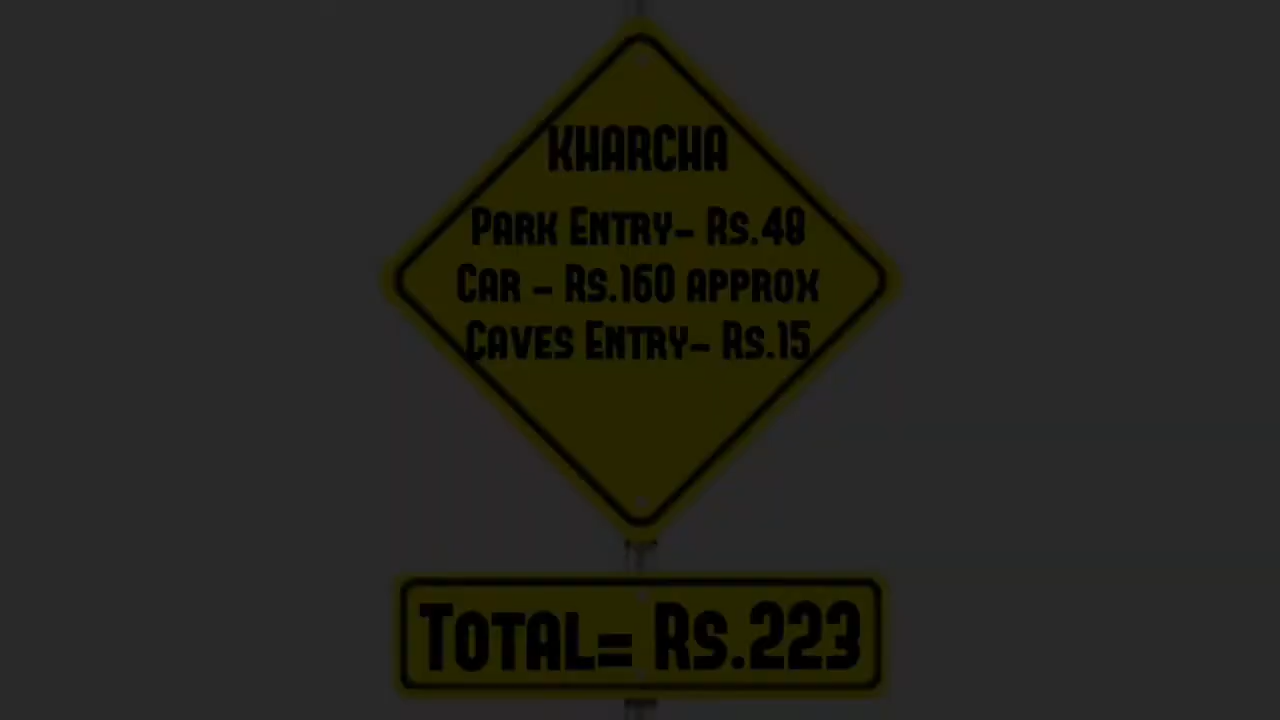 KHARCHA
Park Entry- Rs.48
Car - Rs.160 approx
Caves Entry- Rs.15
Total= Rs.223